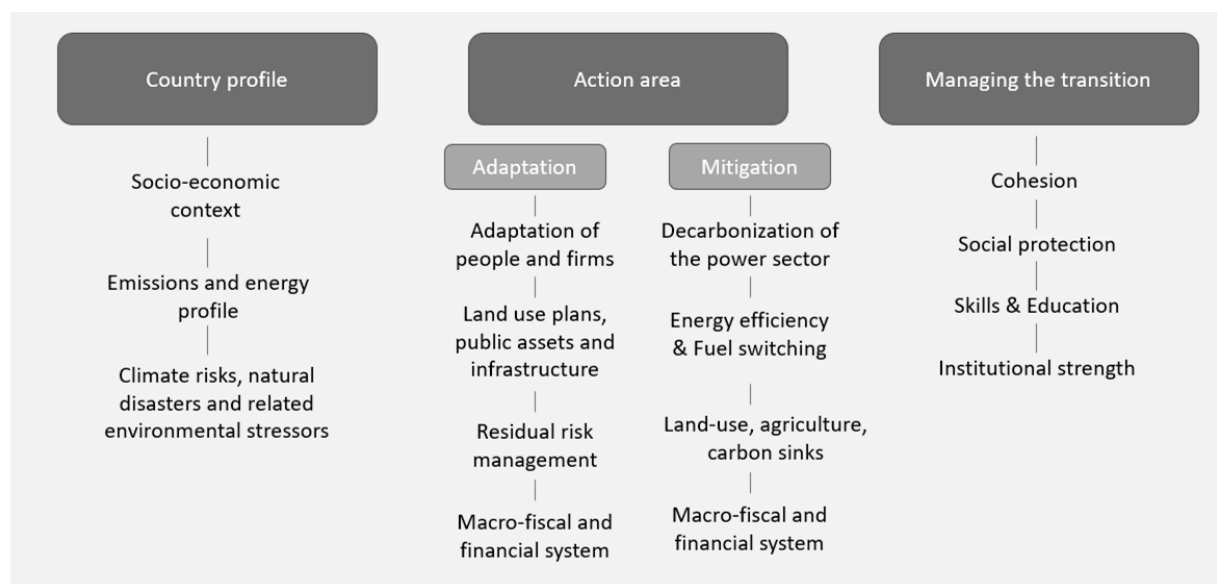 Country profile
Socio-economic
context
Emissions and energy
profile
Climate risks, natural
disasters and related
environmental stressors
Action area
Adaptation
Adaptation of
people and firms
Land use plans,
public assets and
infrastructure
Residual risk
management
Macro-fiscal and
financial system
Mitigation
Decarbonization of
the power sector
Energy efficiency
& Fuel switching
Land-use, agriculture,
carbon sinks
Macro-fiscal and
financial system
Managing the transition
Cohesion
Social protection
Skills & Education
Institutional strength